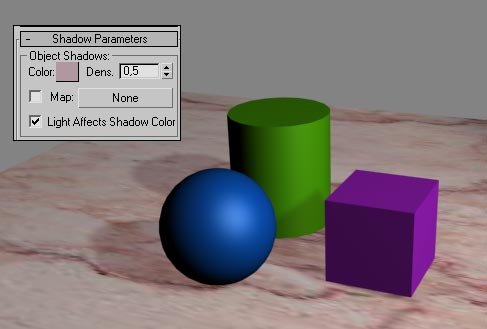 - Shadow Parameters
Object Shadows:
Color: Dens. 0,5
Map: None
Light Affects Shadow Color